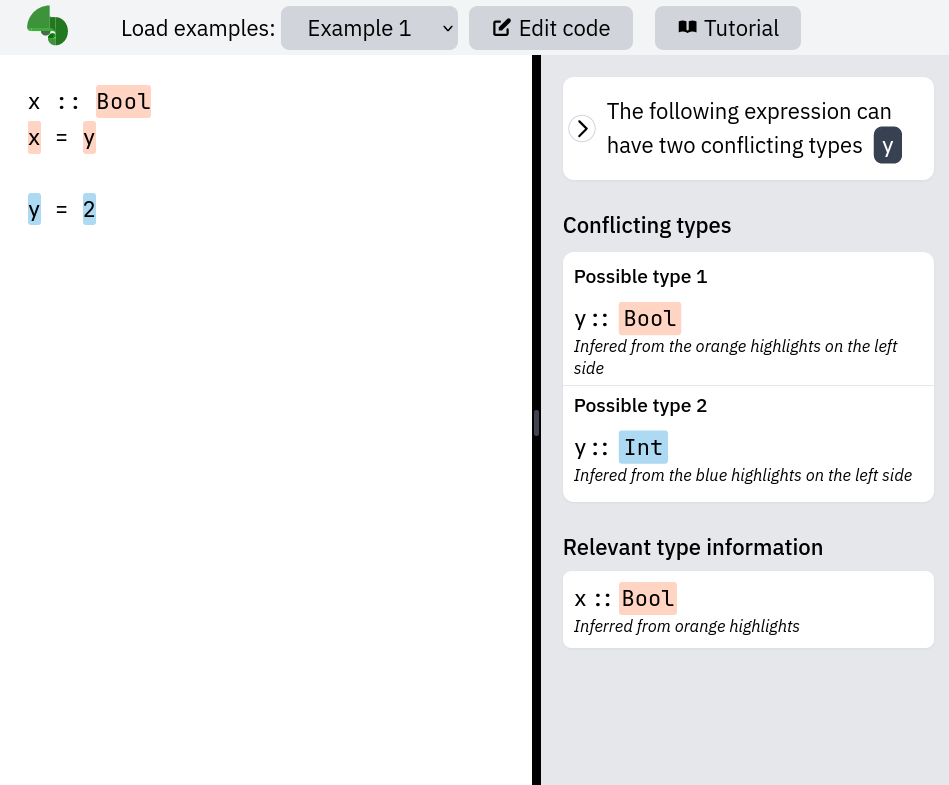 Load examples: Example 1 Edit code Tutorial
x :: Bool
x = y
y = 2
The following expression can
have two conflicting types y
Conflicting types
Possible type 1
y :: Bool
Infered from the orange highlights on the left
side
Possible type 2
y :: Int
Infered from the blue highlights on the left side
Relevant type information
x :: Bool
Inferred from orange highlights